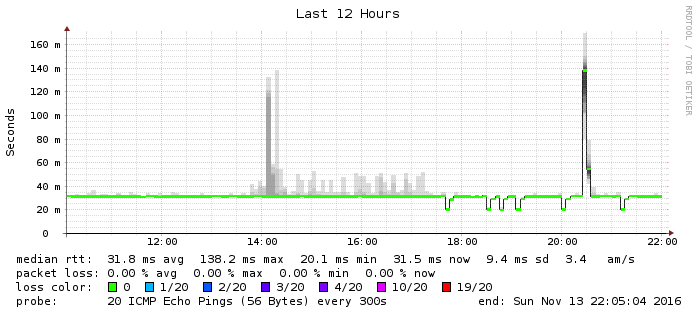 Last 12 Hours
RRDTOOL / TOBI OETIKER
Seconds
160 m
140 m
120 m
100 m
80 m
60 m
40 m
20 m
0
12:00 14:00 16:00 18:00 20:00 22:00
median rtt: 31.8 ms avg 138.2 ms max 20.1 ms min 31.5 ms now 9.4 ms sd 3.4 am/s
packet loss: 0.00 % avg 0.00 % max 0.00 % min 0.00 % now
loss color: 0 1/20 2/20 3/20 4/20 10/20 19/20
probe: 20 ICMP Echo Pings (56 Bytes) every 300s end: Sun Nov 13 22:05:04 2016